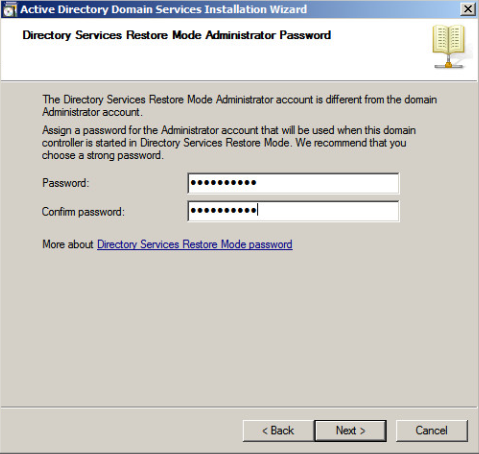 Active Directory Domain Services Installation Wizard
Directory Services Restore Mode Administrator Password
The Directory Services Restore Mode Administrator account is different from the domain
Administrator account.
Assign a password for the Administrator account that will be used when this domain
controller is started in Directory Services Restore Mode. We recommend that you
choose a strong password.
Password: ●●●●●●●●●●
Confirm password: ●●●●●●●●●●
More about Directory Services Restore Mode password
< Back Next > Cancel